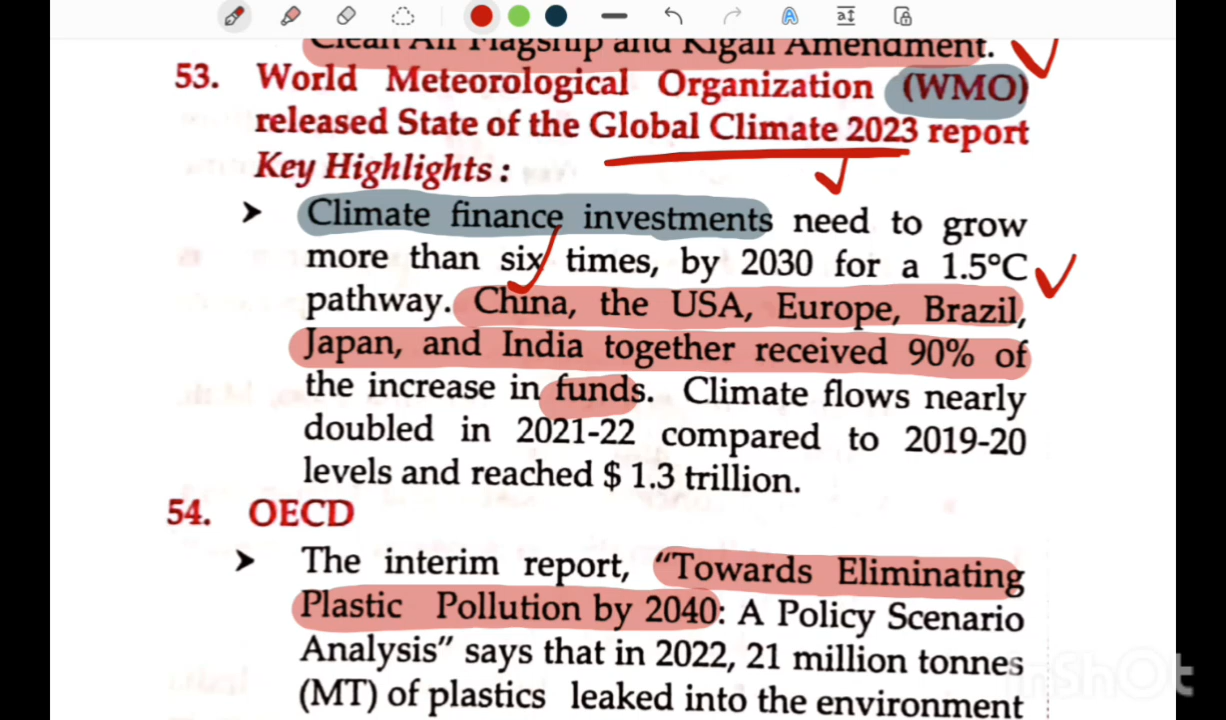 Clean Air Flagship and Kigali Amendment.
53. World Meteorological Organization (WMO)
released State of the Global Climate 2023 report
Key Highlights :
➤ Climate finance investments need to grow
more than six times, by 2030 for a 1.5°C
pathway. China, the USA, Europe, Brazil,
Japan, and India together received 90% of
the increase in funds. Climate flows nearly
doubled in 2021-22 compared to 2019-20
levels and reached $ 1.3 trillion.
54. OECD
➤ The interim report, "Towards Eliminating
Plastic Pollution by 2040: A Policy Scenario
Analysis" says that in 2022, 21 million tonnes
(MT) of plastics leaked into the environment
InShOt